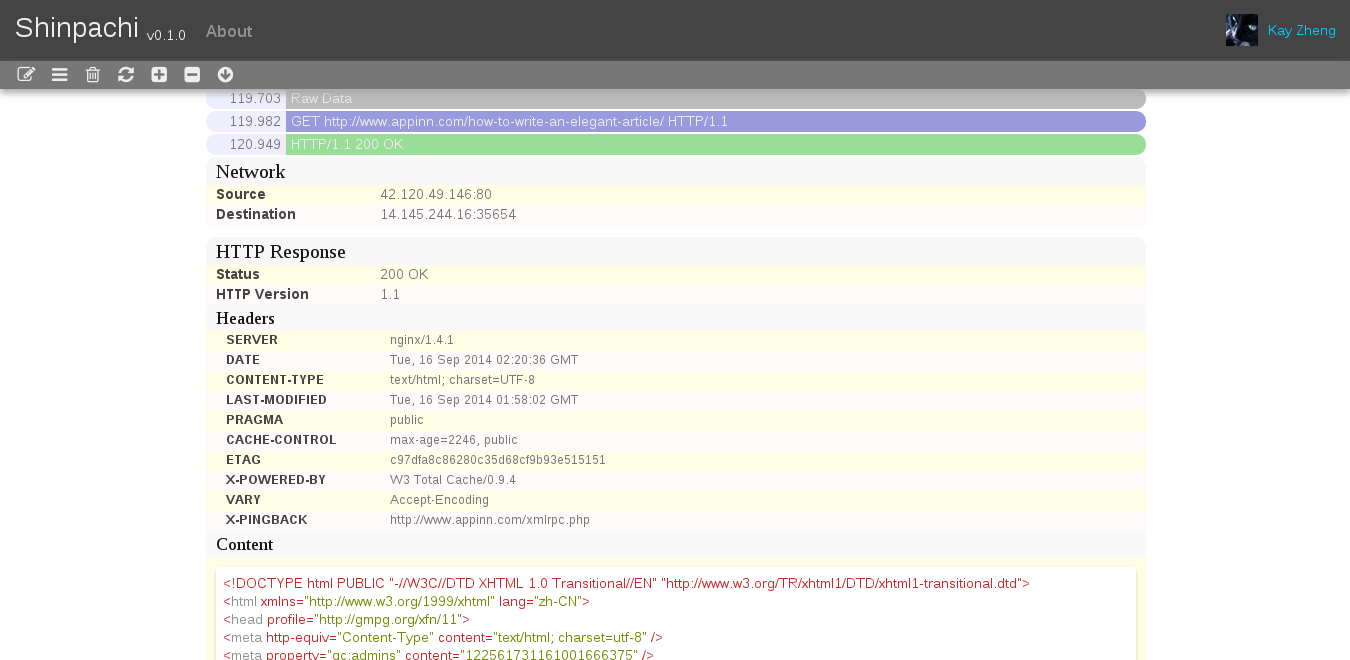 Shinpachi v0.1.0 About Kay Zheng
119.703 Raw Data
119.982 GET http://www.appinn.com/how-to-write-an-elegant-article/ HTTP/1.1
120.949 HTTP/1.1 200 OK
Network
Source 42.120.49.146:80
Destination 14.145.244.16:35654
HTTP Response
Status 200 OK
HTTP Version 1.1
Headers
SERVER nginx/1.4.1
DATE Tue, 16 Sep 2014 02:20:36 GMT
CONTENT-TYPE text/html; charset=UTF-8
LAST-MODIFIED Tue, 16 Sep 2014 01:58:02 GMT
PRAGMA public
CACHE-CONTROL max-age=2246, public
ETAG c97dfa8c86280c35d68cf9b93e515151
X-POWERED-BY W3 Total Cache/0.9.4
VARY Accept-Encoding
X-PINGBACK http://www.appinn.com/xmlrpc.php
Content
<!DOCTYPE html PUBLIC "-//W3C//DTD XHTML 1.0 Transitional//EN" "http://www.w3.org/TR/xhtml1/DTD/xhtml1-transitional.dtd">
<html xmlns="http://www.w3.org/1999/xhtml" lang="zh-CN">
<head profile="http://gmpg.org/xfn/11">
<meta http-equiv="Content-Type" content="text/html; charset=utf-8" />
<meta property="qc:admins" content="122561731161001666375" />